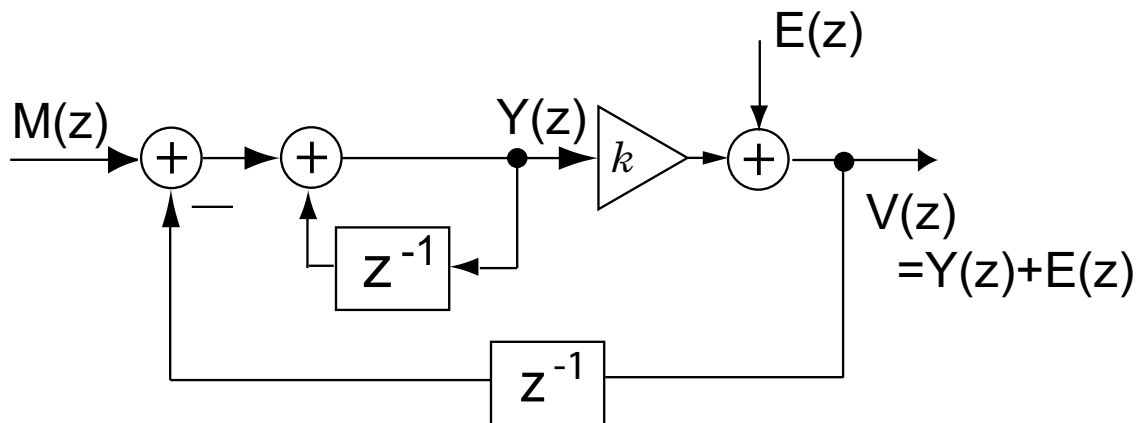 E(z)
M(z)
Y(z)
k
+
+
+
−
V(z)
=Y(z)+E(z)
z⁻¹
z⁻¹